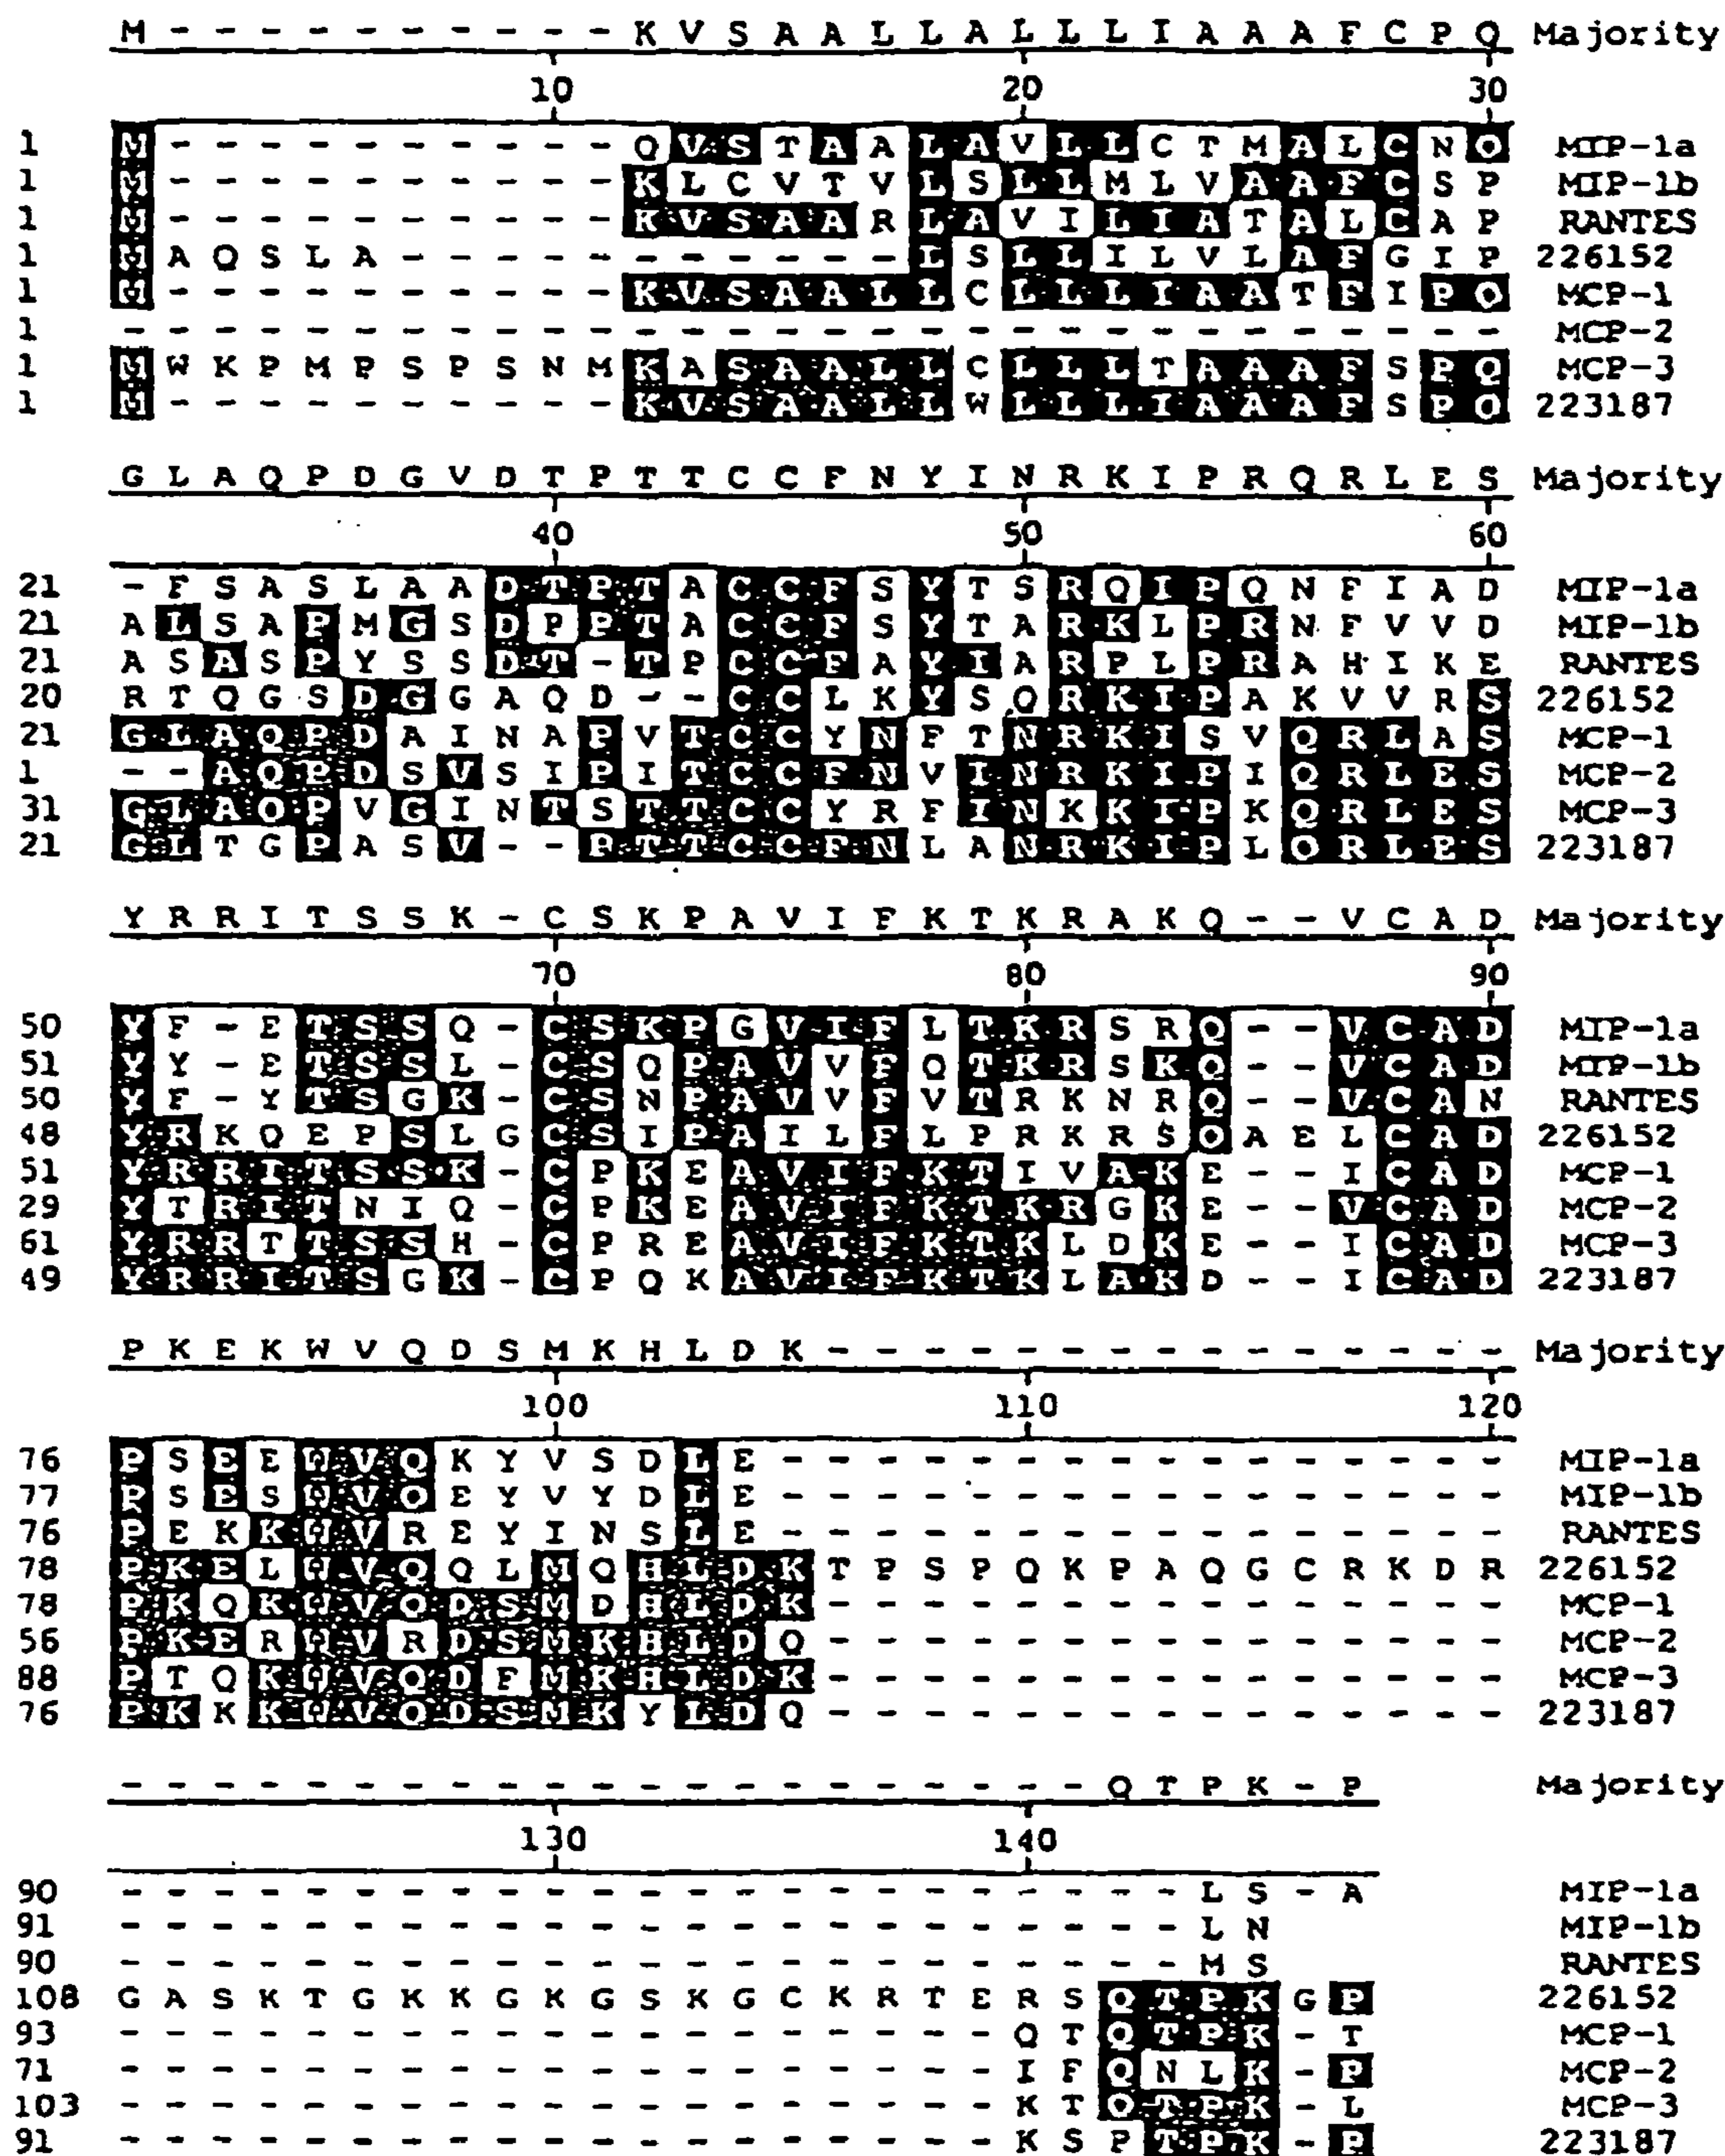 M - - - - - - - - - - K V S A A L L A L L L I A A A F C P Q Majority
10 20 30
1 M - - - - - - - - - - Q V S T A A L A V L L C T M A L C N Q MIP-1a
1 M - - - - - - - - - - K L C V T V L S L L M L V A A F C S P MIP-1b
1 M - - - - - - - - - - K V S A A R L A V I L I A T A L C A P RANTES
1 M A Q S L A - - - - - - - - - - - L S L L I L V L A F G I P 226152
1 M - - - - - - - - - - K V S A A L L C L L L I A A T F I P Q MCP-1
1 - - - - - - - - - - - - - - - - - - - - - - - - - - - - - - MCP-2
1 M W K P M P S P S N M K A S A A L L C L L L T A A A F S P Q MCP-3
1 M - - - - - - - - - - K V S A A L L W L L L I A A A F S P Q 223187
G L A Q P D G V D T P T T C C F N Y I N R K I P R Q R L E S Majority
40 50 60
21 - F S A S L A A D T P T A C C F S Y T S R Q I P Q N F I A D MIP-1a
21 A L S A P M G S D P P T A C C F S Y T A R K L P R N F V V D MIP-1b
21 A S A S P Y S S D T - T P C C F A Y I A R P L P R A H I K E RANTES
20 R T Q G S D G G A Q D - - C C L K Y S Q R K I P A K V V R S 226152
21 G L A Q P D A I N A P V T C C Y N F T N R K I S V Q R L A S MCP-1
1 - - A Q P D S V S I P I T C C F N V I N R K I P I Q R L E S MCP-2
31 G L A Q P V G I N T S T T C C Y R F I N K K I P K Q R L E S MCP-3
21 G L T G P A S V - - P T T C C F N L A N R K I P L Q R L E S 223187
Y R R I T S S K - C S K P A V I F K T K R A K Q - - V C A D Majority
70 80 90
50 Y F - E T S S Q - C S K P G V I F L T K R S R Q - - V C A D MIP-1a
51 Y Y - E T S S L - C S Q P A V V F Q T K R S K Q - - V C A D MIP-1b
50 Y F - Y T S G K - C S N P A V V F V T R K N R Q - - V C A N RANTES
48 Y R K Q E P S L G C S I P A I L F L P R K R S Q A E L C A D 226152
51 Y R R I T S S K - C P K E A V I F K T I V A K E - - I C A D MCP-1
29 Y T R I T N I Q - C P K E A V I F K T K R G K E - - V C A D MCP-2
61 Y R R T T S S H - C P R E A V I F K T K L D K E - - I C A D MCP-3
49 Y R R I T S G K - C P Q K A V I F K T K L A K D - - I C A D 223187
P K E K W V Q D S M K H L D K - - - - - - - - - - - - - - - Majority
100 110 120
76 P S E E W V Q K Y V S D L E - - - - - - - - - - - - - - - - MIP-1a
77 P S E S W V Q E Y V Y D L E - - - - - - - - - - - - - - - - MIP-1b
76 P E K K W V R E Y I N S L E - - - - - - - - - - - - - - - - RANTES
78 P K E L W V Q Q L M Q H L D K T P S P Q K P A Q G C R K D R 226152
78 P K Q K W V Q D S M D H L D K - - - - - - - - - - - - - - - MCP-1
56 P K E R W V R D S M K H L D Q - - - - - - - - - - - - - - - MCP-2
88 P T Q K W V Q D F M K H L D K - - - - - - - - - - - - - - - MCP-3
76 P K K K W V Q D S M K Y L D Q - - - - - - - - - - - - - - - 223187
- - - - - - - - - - - - - - - - - - - - - Q T P K - P Majority
130 140
90 - - - - - - - - - - - - - - - - - - - - - - - L S - A MIP-1a
91 - - - - - - - - - - - - - - - - - - - - - - - L N MIP-1b
90 - - - - - - - - - - - - - - - - - - - - - - - M S RANTES
108 G A S K T G K K G K G S K G C K R T E R S Q T P K G P 226152
93 - - - - - - - - - - - - - - - - - - - Q T Q T P K - T MCP-1
71 - - - - - - - - - - - - - - - - - - - I F Q N L K - P MCP-2
103 - - - - - - - - - - - - - - - - - - - K T Q T P K - L MCP-3
91 - - - - - - - - - - - - - - - - - - - K S P T P K - P 223187